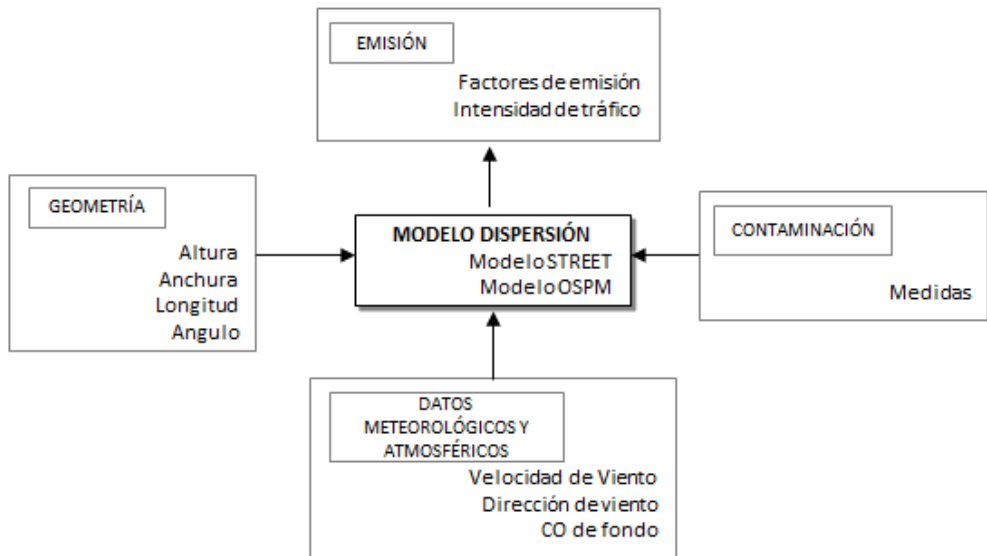 EMISIÓN
Factores de emisión
Intensidad de tráfico
GEOMETRÍA
Altura
Anchura
Longitud
Angulo
MODELO DISPERSIÓN
Modelo STREET
Modelo OSPM
CONTAMINACIÓN
Medidas
DATOS
METEOROLÓGICOS Y
ATMOSFÉRICOS
Velocidad de Viento
Dirección de viento
CO de fondo